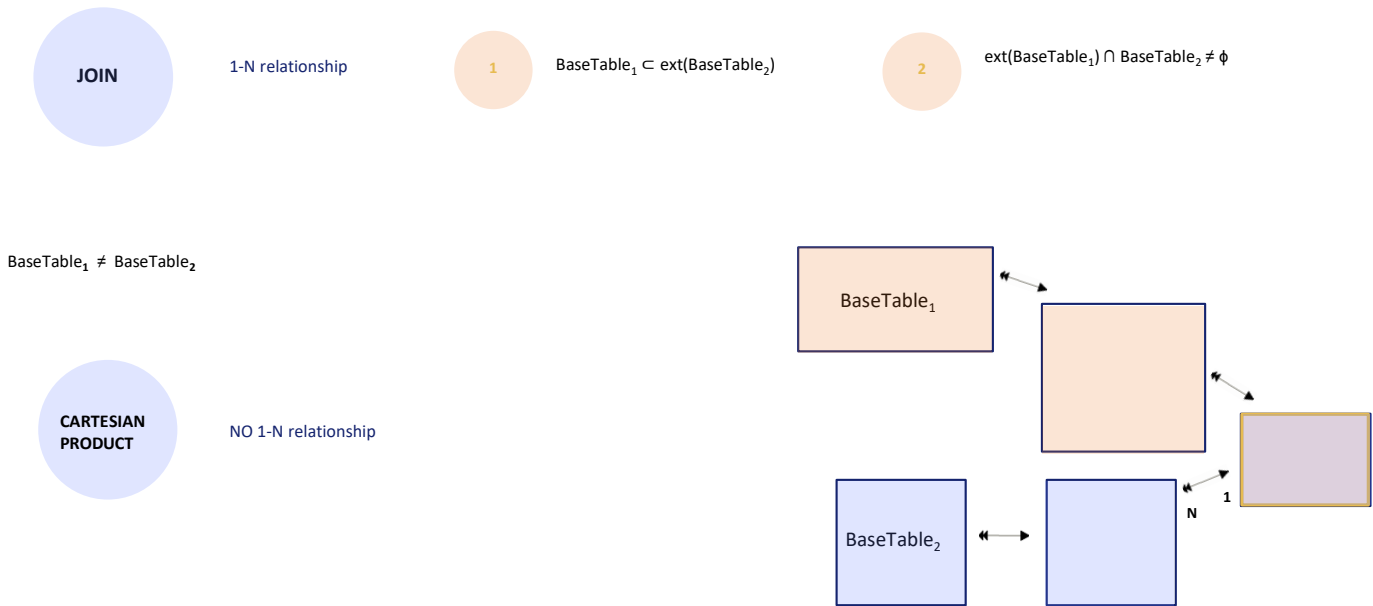 JOIN
1-N relationship
1
BaseTable₁ ⊂ ext(BaseTable₂)
2
ext(BaseTable₁) ∩ BaseTable₂ ≠ ϕ
BaseTable₁ ≠ BaseTable₂
BaseTable₁
CARTESIAN
PRODUCT
NO 1-N relationship
BaseTable₂
N
1